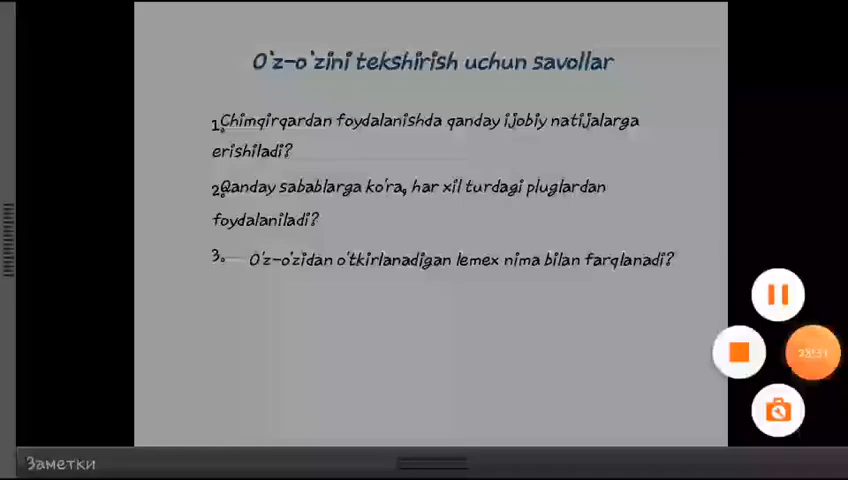 O'z-o'zini tekshirish uchun savollar
1. Chimqirqardan foydalanishda qanday ijobiy natijalarga
erishiladi?
2. Qanday sabablarga ko'ra, har xil turdagi pluglardan
foydalaniladi?
3. O'z-o'zidan o'tkirlanadigan lemex nima bilan farqlanadi?
Заметки